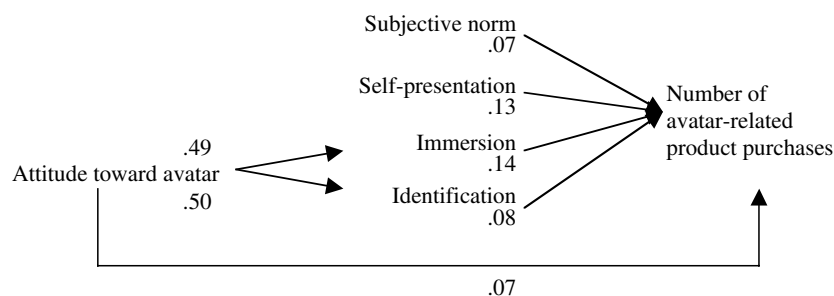 Subjective norm
.07
Self-presentation
.13
Immersion
.14
Identification
.08
.49
Attitude toward avatar
.50
Number of
avatar-related
product purchases
.07